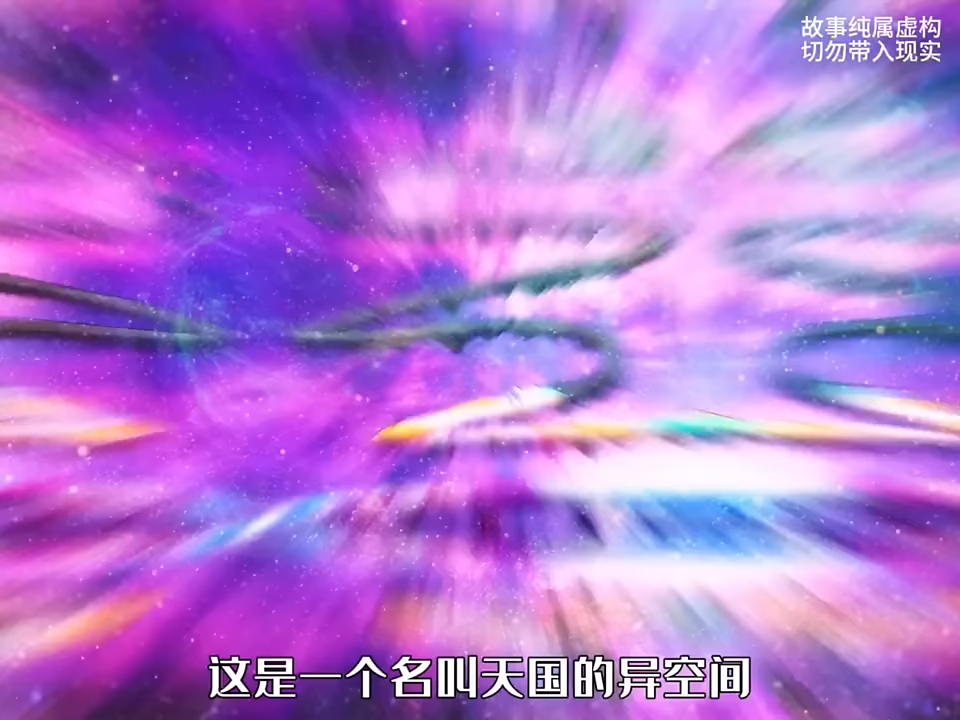 故事纯属虚构
切勿带入现实
这是一个名叫天国的异空间